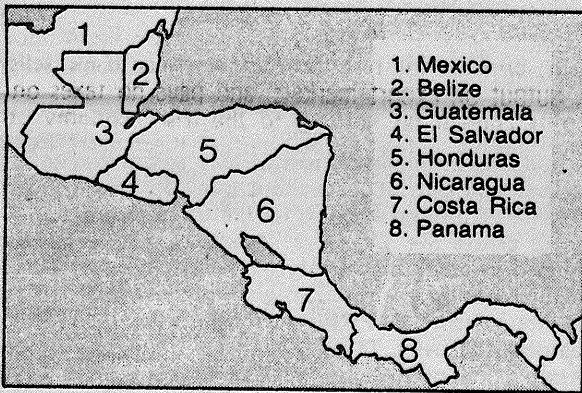 1
2
3
4
5
6
7
8
1. Mexico
2. Belize
3. Guatemala
4. El Salvador
5. Honduras
6. Nicaragua
7. Costa Rica
8. Panama